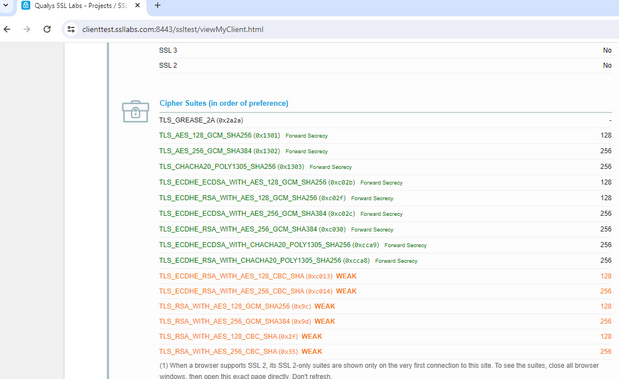 Qualys SSL Labs - Projects / SS
clienttest.ssllabs.com:8443/ssltest/viewMyClient.html
SSL 3 No
SSL 2 No
Cipher Suites (in order of preference)
TLS_GREASE_2A (0x2a2a) -
TLS_AES_128_GCM_SHA256 (0x1301) Forward Secrecy 128
TLS_AES_256_GCM_SHA384 (0x1302) Forward Secrecy 256
TLS_CHACHA20_POLY1305_SHA256 (0x1303) Forward Secrecy 256
TLS_ECDHE_ECDSA_WITH_AES_128_GCM_SHA256 (0xc02b) Forward Secrecy 128
TLS_ECDHE_RSA_WITH_AES_128_GCM_SHA256 (0xc02f) Forward Secrecy 128
TLS_ECDHE_ECDSA_WITH_AES_256_GCM_SHA384 (0xc02c) Forward Secrecy 256
TLS_ECDHE_RSA_WITH_AES_256_GCM_SHA384 (0xc030) Forward Secrecy 256
TLS_ECDHE_ECDSA_WITH_CHACHA20_POLY1305_SHA256 (0xcca9) Forward Secrecy 256
TLS_ECDHE_RSA_WITH_CHACHA20_POLY1305_SHA256 (0xcca8) Forward Secrecy 256
TLS_ECDHE_RSA_WITH_AES_128_CBC_SHA (0xc013) WEAK 128
TLS_ECDHE_RSA_WITH_AES_256_CBC_SHA (0xc014) WEAK 256
TLS_RSA_WITH_AES_128_GCM_SHA256 (0x9c) WEAK 128
TLS_RSA_WITH_AES_256_GCM_SHA384 (0x9d) WEAK 256
TLS_RSA_WITH_AES_128_CBC_SHA (0x2f) WEAK 128
TLS_RSA_WITH_AES_256_CBC_SHA (0x35) WEAK 256
(1) When a browser supports SSL 2, its SSL 2-only suites are shown only on the very first connection to this site. To see the suites, close all browser
windows, then open this exact page directly. Don't refresh.